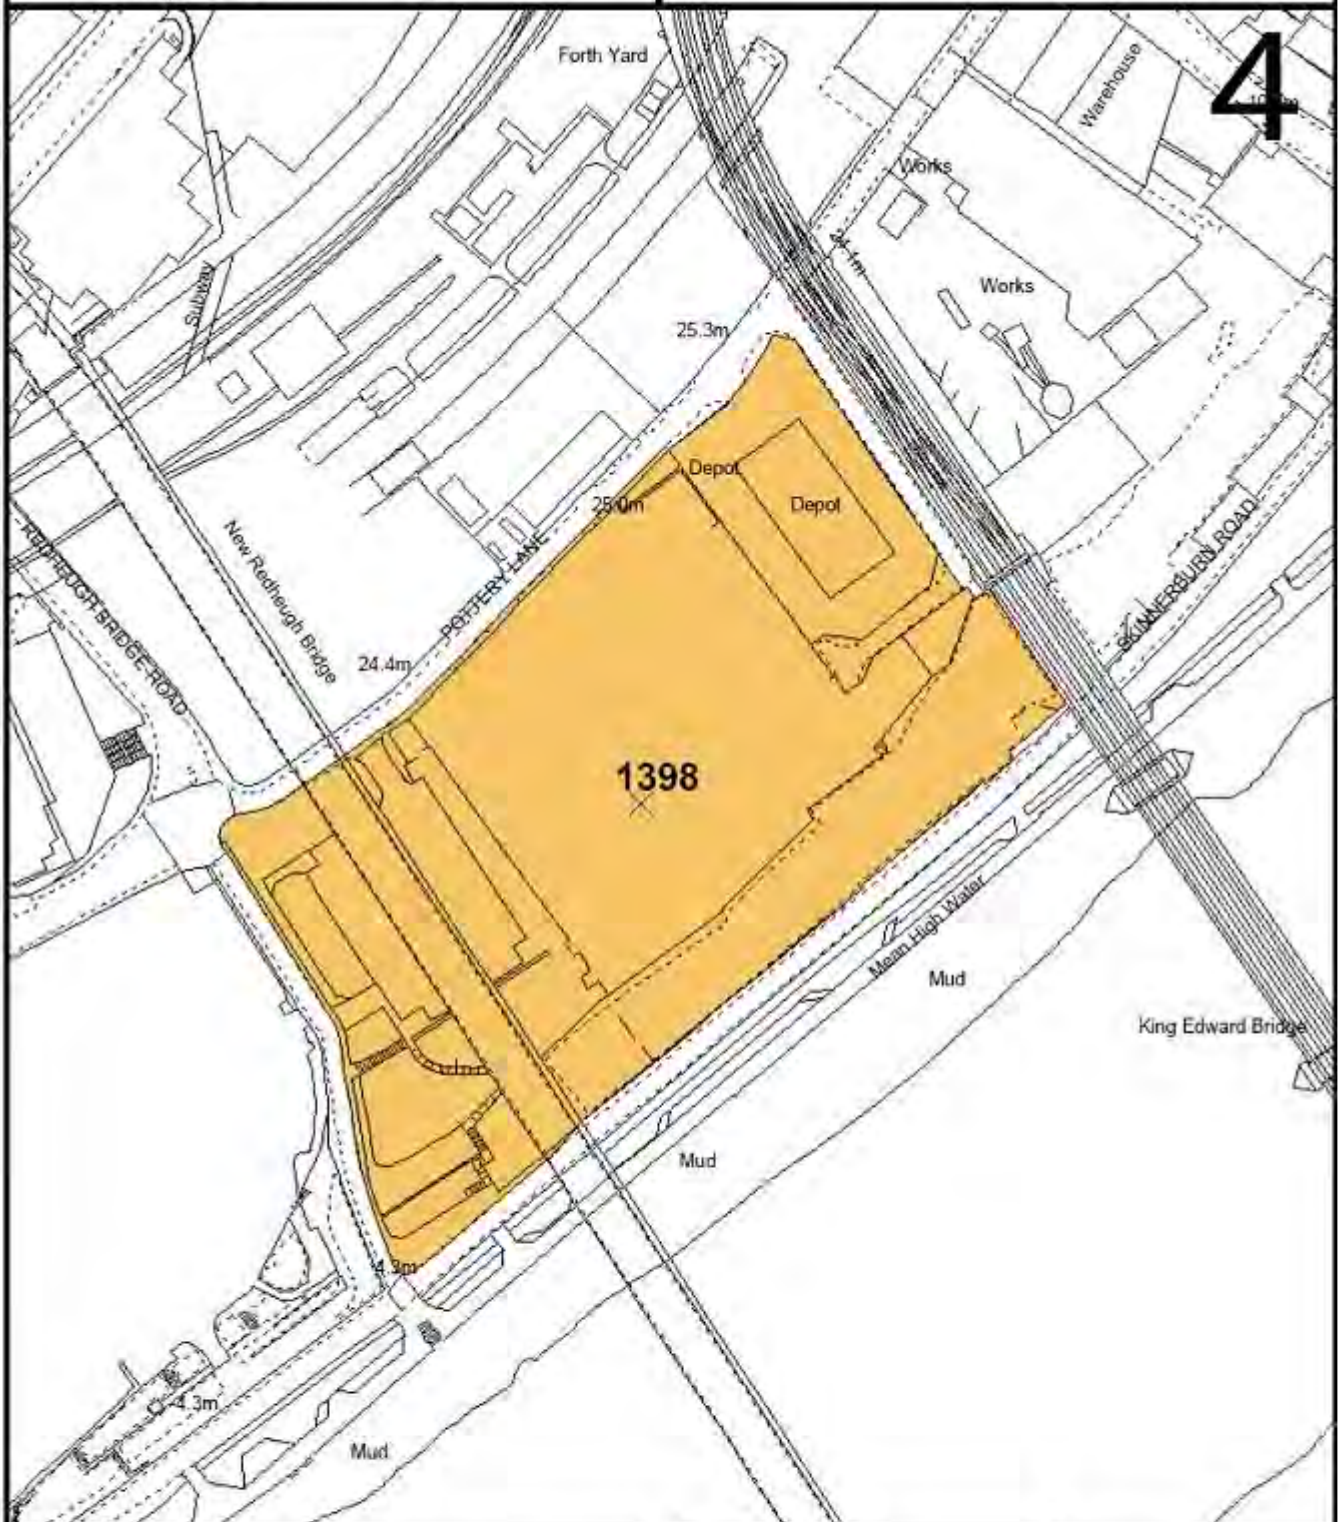 4
Forth Yard
Warehouse
Works
24.1m
Subway
Works
25.3m
Depot
25.0m
Depot
REDHEUGH BRIDGE ROAD
New Redheugh Bridge
POTTERY LANE
SKINNERBURN ROAD
24.4m
1398
Mean High Water
Mud
King Edward Bridge
Mud
4.3m
4.3m
Mud